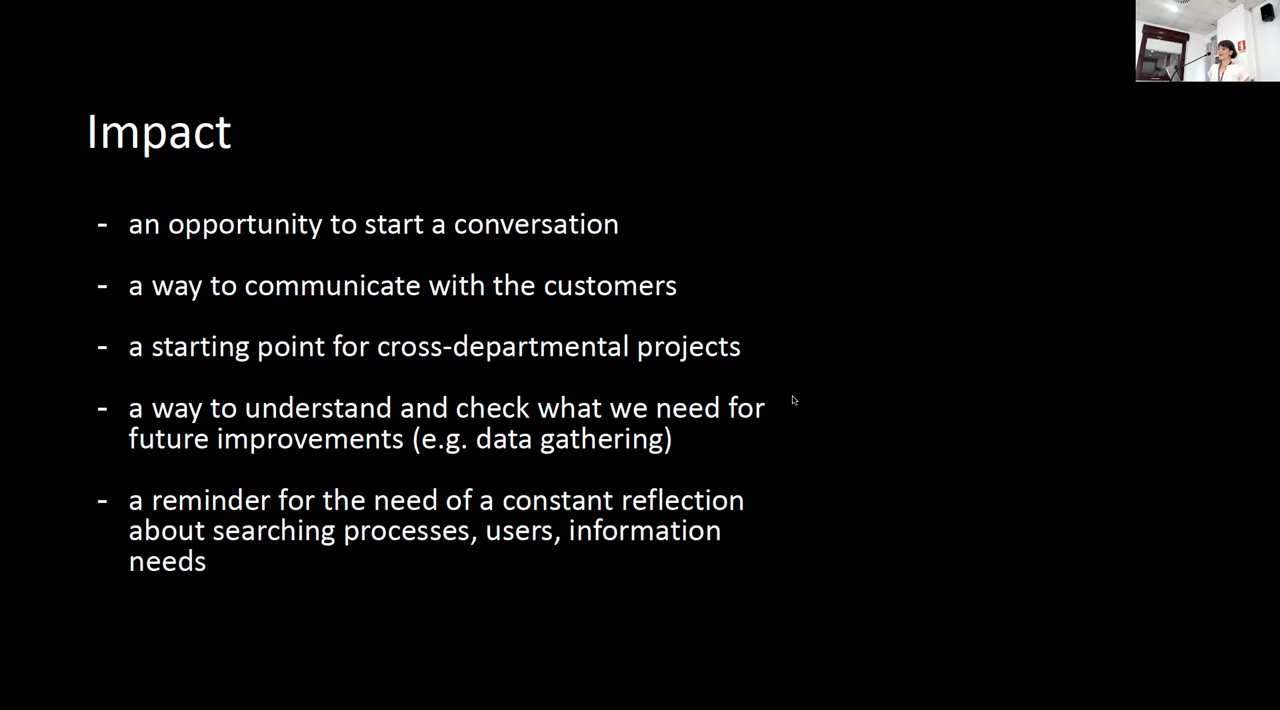 Impact
- an opportunity to start a conversation
- a way to communicate with the customers
- a starting point for cross-departmental projects
- a way to understand and check what we need for
future improvements (e.g. data gathering)
- a reminder for the need of a constant reflection
about searching processes, users, information
needs